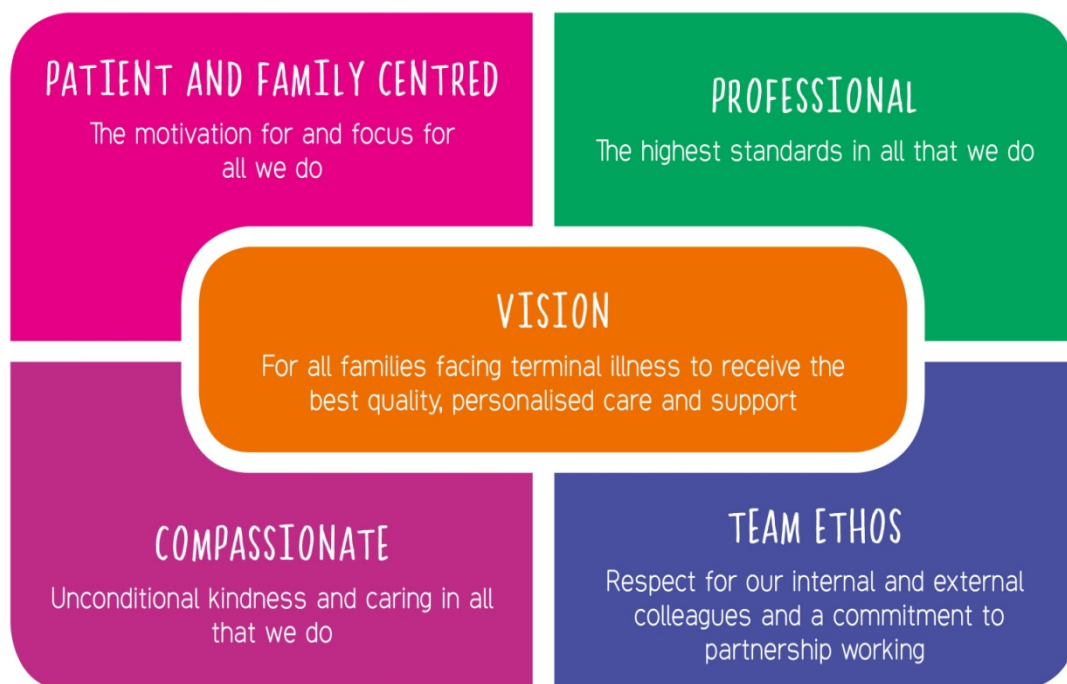 PATIENT AND FAMILY CENTRED
The motivation for and focus for
all we do
PROFESSIONAL
The highest standards in all that we do
VISION
For all families facing terminal illness to receive the
best quality, personalised care and support
COMPASSIONATE
Unconditional kindness and caring in all
that we do
TEAM ETHOS
Respect for our internal and external
colleagues and a commitment to
partnership working